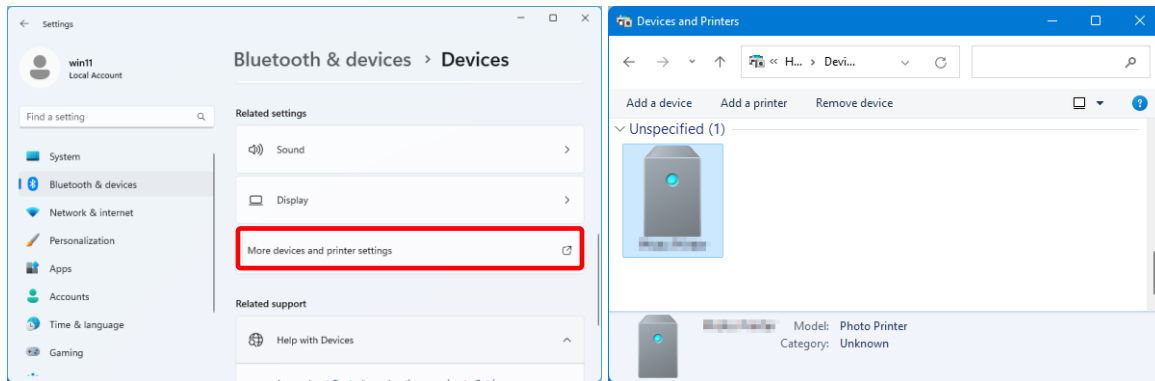 Settings
win11
Local Account
Find a setting
System
Bluetooth & devices
Network & internet
Personalization
Apps
Accounts
Time & language
Gaming
Bluetooth & devices > Devices
Related settings
Sound
Display
More devices and printer settings
Related support
Help with Devices
Devices and Printers
« H... > Devi...
Add a device Add a printer Remove device
Unspecified (1)
Model: Photo Printer
Category: Unknown